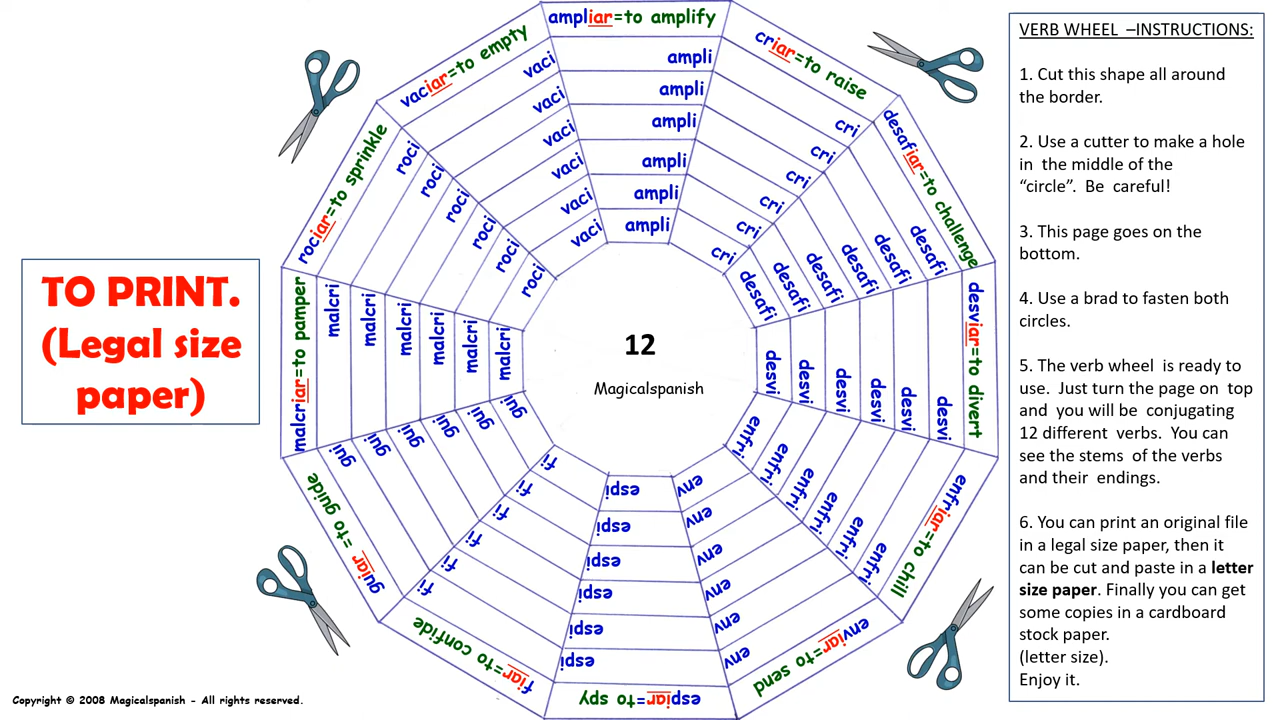 TO PRINT.
(Legal size
paper)
ampliar=to amplify
ampli
ampli
ampli
ampli
ampli
ampli
criar=to raise
cri
cri
cri
cri
cri
cri
desafiar=to challenge
desafi
desafi
desafi
desafi
desafi
desafi
desviar=to divert
desvi
desvi
desvi
desvi
desvi
desvi
enfriar=to chill
enfri
enfri
enfri
enfri
enfri
enfri
enviar=to send
env
env
env
env
env
env
espiar=to spy
espi
espi
espi
espi
espi
espi
fiar=to confide
fi
fi
fi
fi
fi
fi
guiar =to guide
gui
gui
gui
gui
gui
gui
malcriar=to pamper
malcri
malcri
malcri
malcri
malcri
malcri
rociar=to sprinkle
roci
roci
roci
roci
roci
roci
vaciar=to empty
vaci
vaci
vaci
vaci
vaci
vaci
12
Magicalspanish
VERB WHEEL –INSTRUCTIONS:
1. Cut this shape all around
the border.
2. Use a cutter to make a hole
in the middle of the
“circle”. Be careful!
3. This page goes on the
bottom.
4. Use a brad to fasten both
circles.
5. The verb wheel is ready to
use. Just turn the page on top
and you will be conjugating
12 different verbs. You can
see the stems of the verbs
and their endings.
6. You can print an original file
in a legal size paper, then it
can be cut and paste in a letter
size paper. Finally you can get
some copies in a cardboard
stock paper.
(letter size).
Enjoy it.
Copyright © 2008 Magicalspanish - All rights reserved.